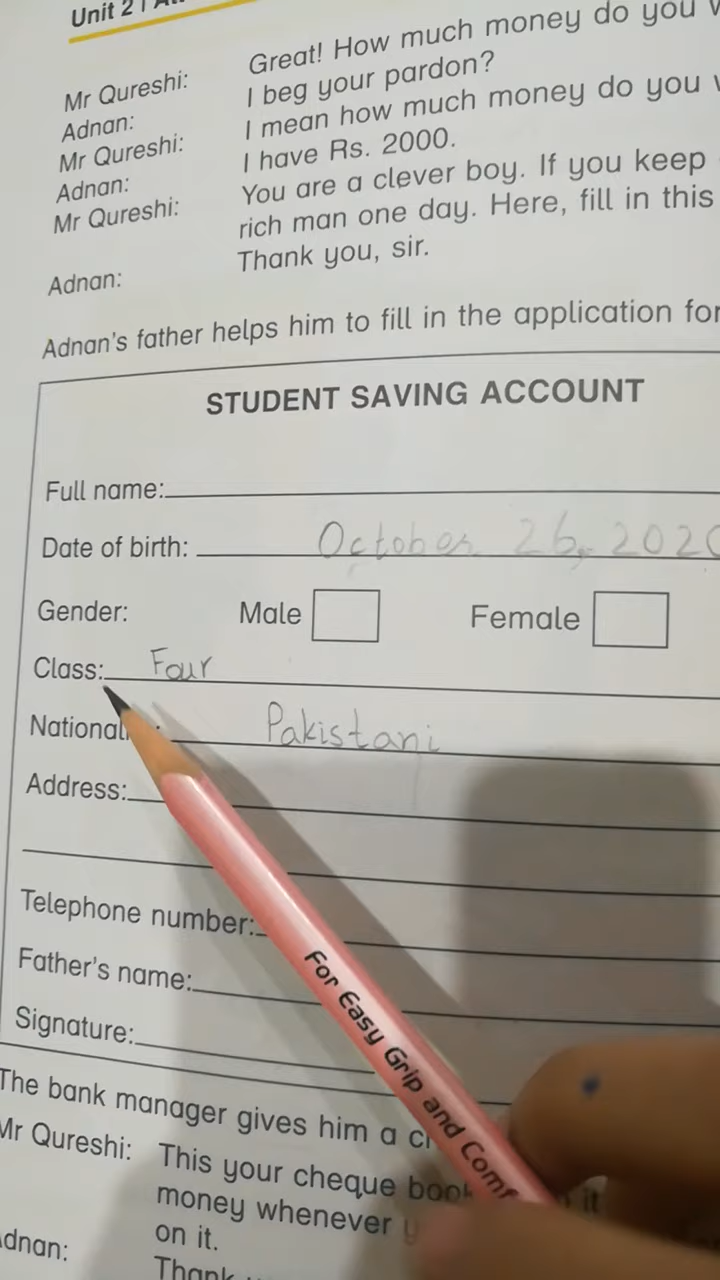 Unit 2
Mr Qureshi: Great! How much money do you
Adnan: I beg your pardon?
Mr Qureshi: I mean how much money do you
Adnan: I have Rs. 2000.
Mr Qureshi: You are a clever boy. If you keep
rich man one day. Here, fill in this
Adnan: Thank you, sir.
Adnan's father helps him to fill in the application
STUDENT SAVING ACCOUNT
Full name:
Date of birth: October 26, 2020
Gender: Male Female
Class: Four
Pakistani
Address:
Telephone number:
Father's name:
Signature:
The bank manager gives him a
Mr Qureshi: This your cheque book it
money whenever
on it.
For Easy Grip and